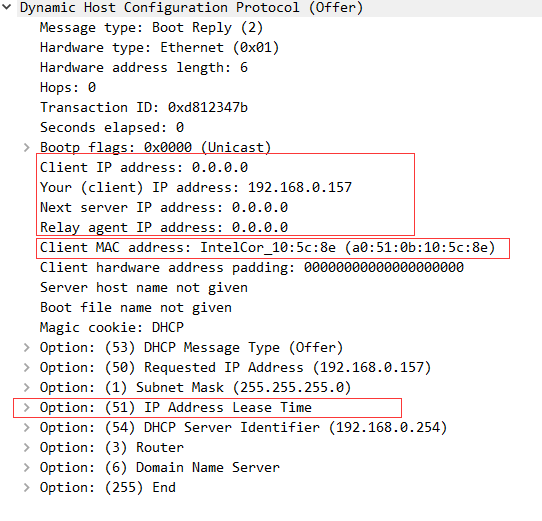 Dynamic Host Configuration Protocol (Offer)
Message type: Boot Reply (2)
Hardware type: Ethernet (0x01)
Hardware address length: 6
Hops: 0
Transaction ID: 0xd812347b
Seconds elapsed: 0
Bootp flags: 0x0000 (Unicast)
Client IP address: 0.0.0.0
Your (client) IP address: 192.168.0.157
Next server IP address: 0.0.0.0
Relay agent IP address: 0.0.0.0
Client MAC address: IntelCor_10:5c:8e (a0:51:0b:10:5c:8e)
Client hardware address padding: 00000000000000000000
Server host name not given
Boot file name not given
Magic cookie: DHCP
Option: (53) DHCP Message Type (Offer)
Option: (50) Requested IP Address (192.168.0.157)
Option: (1) Subnet Mask (255.255.255.0)
Option: (51) IP Address Lease Time
Option: (54) DHCP Server Identifier (192.168.0.254)
Option: (3) Router
Option: (6) Domain Name Server
Option: (255) End